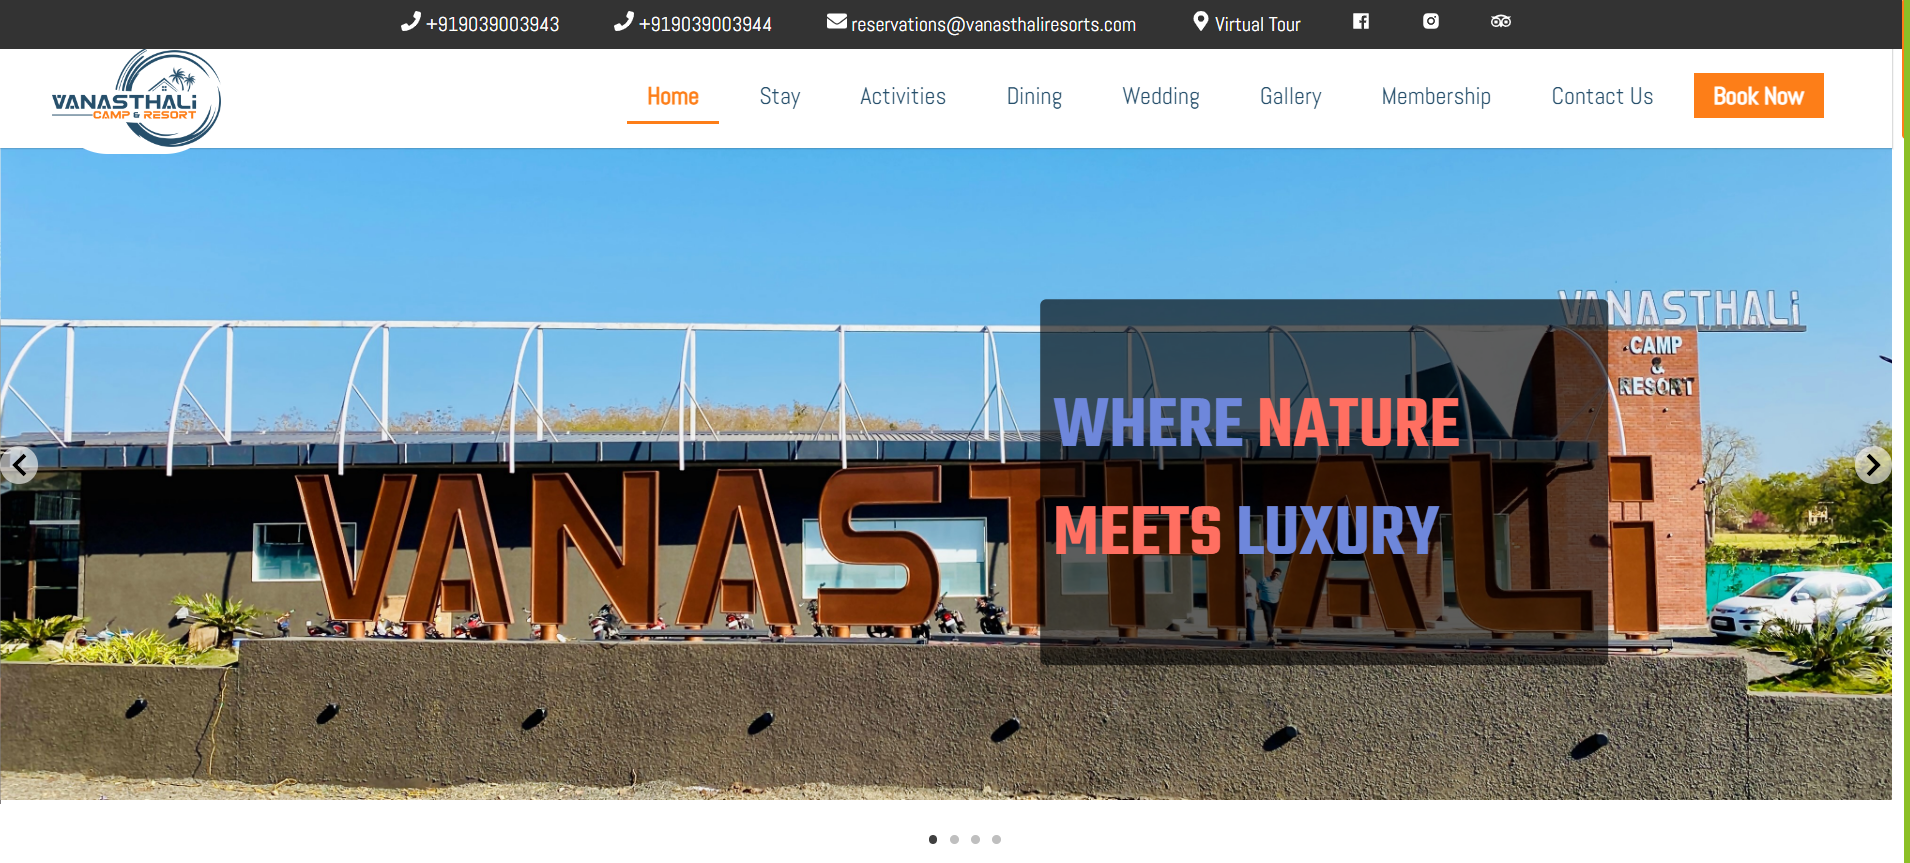 +919039003943 +919039003944 reservations@vanasthaliresorts.com Virtual Tour
VANASTHALi
CAMP & RESORT
Home Stay Activities Dining Wedding Gallery Membership Contact Us Book Now
VANASTHALi
CAMP
&
RESORT
WHERE NATURE
MEETS LUXURY
VANASTHALi